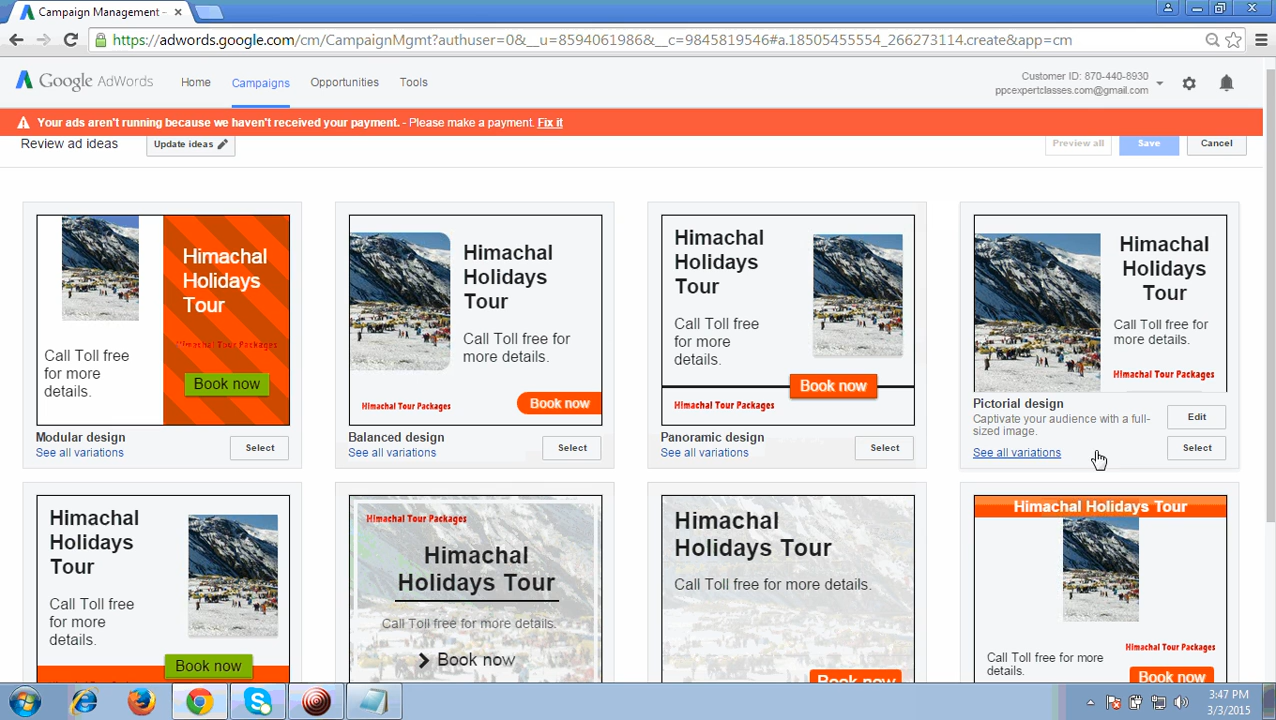 Campaign Management -
https://adwords.google.com/cm/CampaignMgmt?authuser=0&__u=8594061986&__c=9845819546#a.18505455554_266273114.create&app=cm
Google AdWords
Home
Campaigns
Opportunities
Tools
Customer ID: 870-440-8930
ppcexpertclasses.com@gmail.com
Your ads aren't running because we haven't received your payment. - Please make a payment. Fix it
Review ad ideas
Update ideas
Preview all
Save
Cancel
Himachal
Holidays
Tour
Himachal Tour Packages
Call Toll free
for more
details.
Book now
Modular design
See all variations
Select
Himachal
Holidays
Tour
Call Toll free for
more details.
Himachal Tour Packages
Book now
Balanced design
See all variations
Select
Himachal
Holidays
Tour
Call Toll free
for more
details.
Book now
Himachal Tour Packages
Panoramic design
See all variations
Select
Himachal
Holidays
Tour
Call Toll free for
more details.
Himachal Tour Packages
Pictorial design
Captivate your audience with a full-
sized image.
Edit
See all variations
Select
Himachal
Holidays
Tour
Call Toll free
for more
details.
Book now
Himachal Tour Packages
Himachal
Holidays Tour
Call Toll free for more details.
Book now
Himachal
Holidays Tour
Call Toll free for more details.
Book now
Himachal Holidays Tour
Himachal Tour Packages
Call Toll free for more
details.
Book now
3:47 PM
3/3/2015